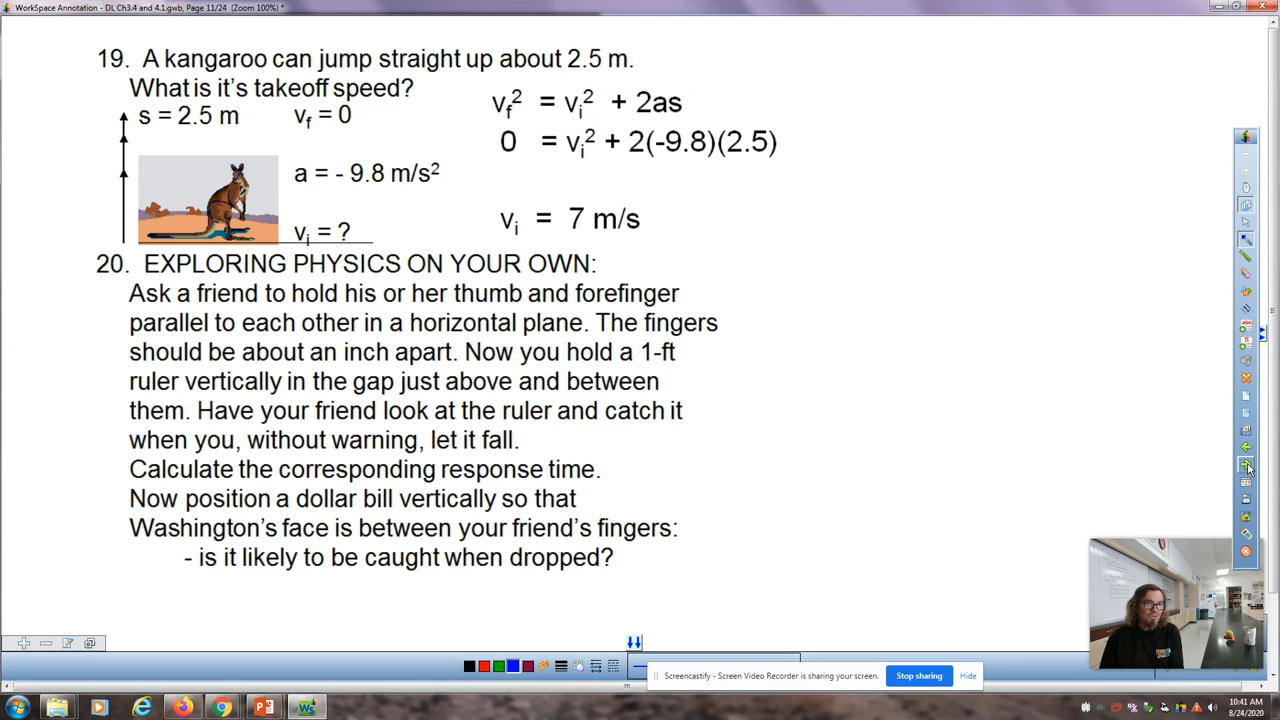 WorkSpace Annotation - DL Ch3.4 and 4.1.gwb, Page 11/24 (Zoom 100%) *
19. A kangaroo can jump straight up about 2.5 m.
What is it's takeoff speed?
s = 2.5 m
v_f = 0
a = - 9.8 m/s²
v_i = ?
v_f² = v_i² + 2as
0 = v_i² + 2(-9.8)(2.5)
v_i = 7 m/s
20. EXPLORING PHYSICS ON YOUR OWN:
Ask a friend to hold his or her thumb and forefinger
parallel to each other in a horizontal plane. The fingers
should be about an inch apart. Now you hold a 1-ft
ruler vertically in the gap just above and between
them. Have your friend look at the ruler and catch it
when you, without warning, let it fall.
Calculate the corresponding response time.
Now position a dollar bill vertically so that
Washington's face is between your friend's fingers:
- is it likely to be caught when dropped?
Screencastify - Screen Video Recorder is sharing your screen.
Stop sharing
Hide
10:41 AM
8/24/2020